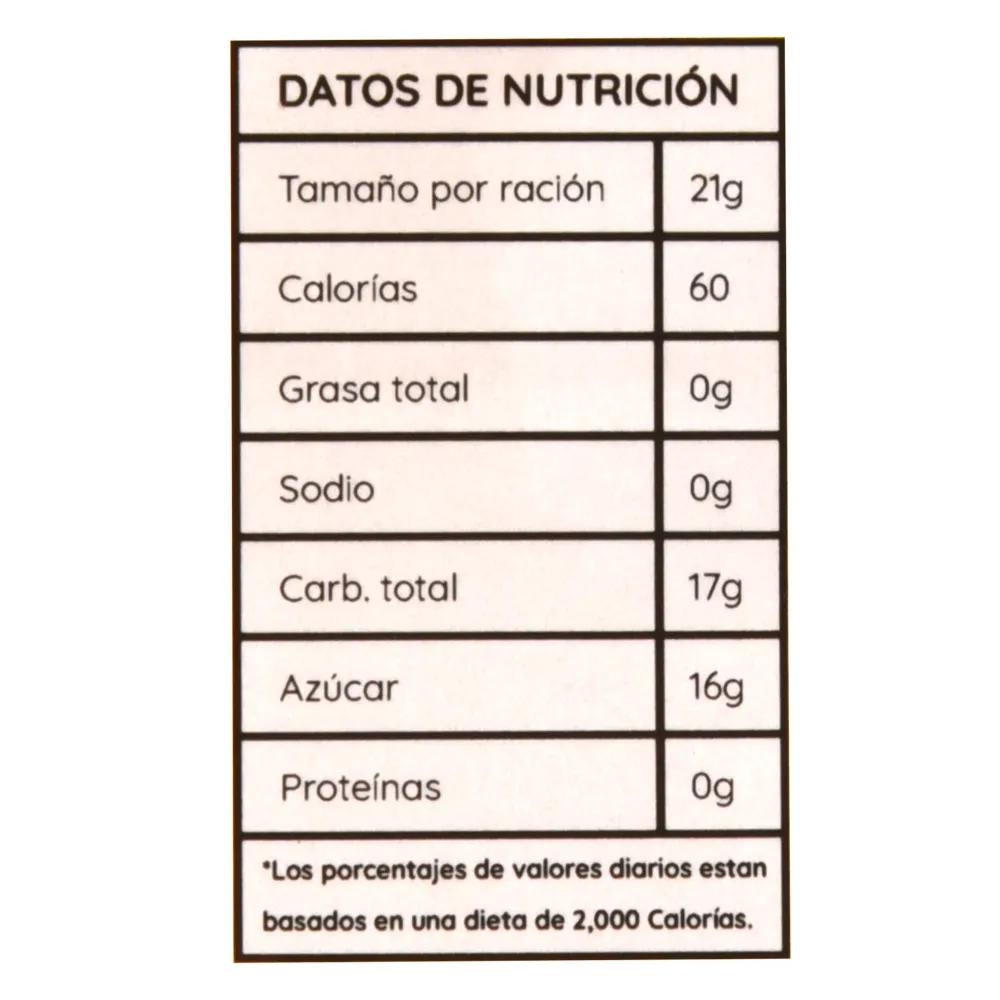 DATOS DE NUTRICIÓN
Tamaño por ración 21g
Calorías 60
Grasa total 0g
Sodio 0g
Carb. total 17g
Azúcar 16g
Proteínas 0g
*Los porcentajes de valores diarios estan
basados en una dieta de 2,000 Calorías.